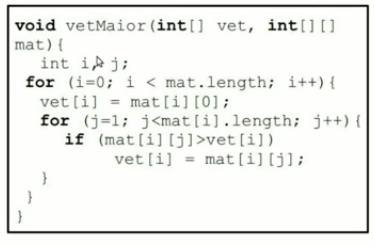 void vetMaior(int[] vet, int[][]
mat){
int i, j;
for (i=0; i < mat.length; i++){
vet[i] = mat[i][0];
for (j=1; j<mat[i].length; j++){
if (mat[i][j]>vet[i])
vet[i] = mat[i][j];
}
}
}